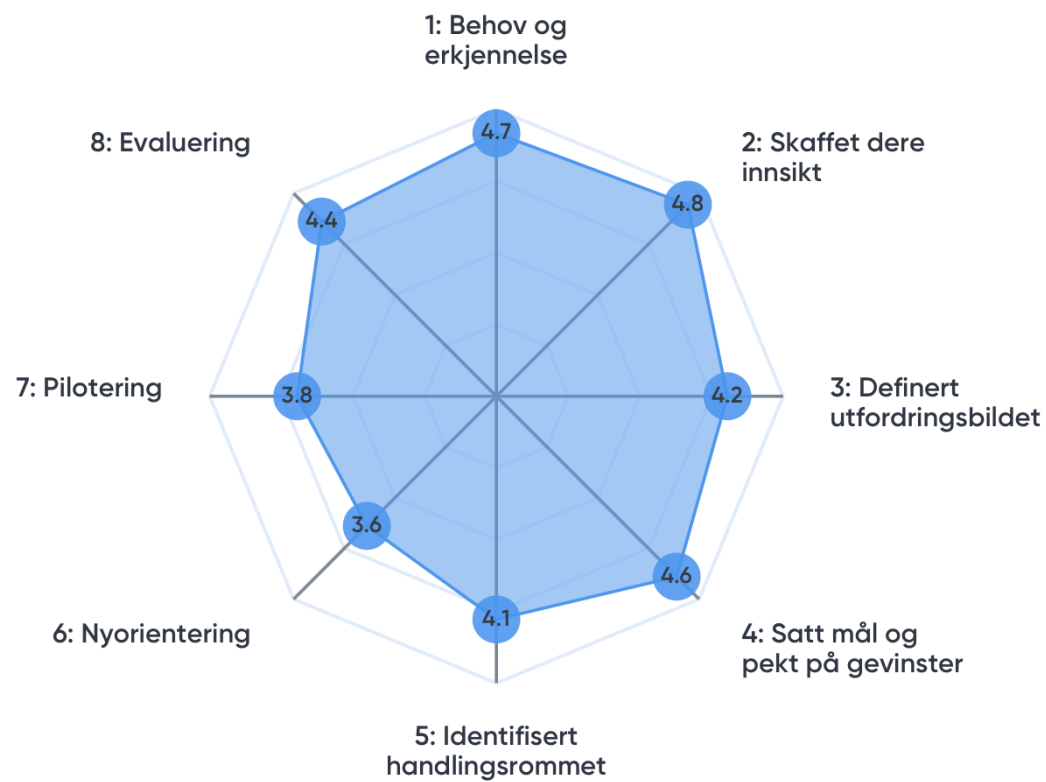 1: Behov og
erkjennelse
4.7
2: Skaffet dere
innsikt
4.8
3: Definert
utfordringsbildet
4.2
4: Satt mål og
pekt på gevinster
4.6
5: Identifisert
handlingsrommet
4.1
6: Nyorientering
3.6
7: Pilotering
3.8
8: Evaluering
4.4